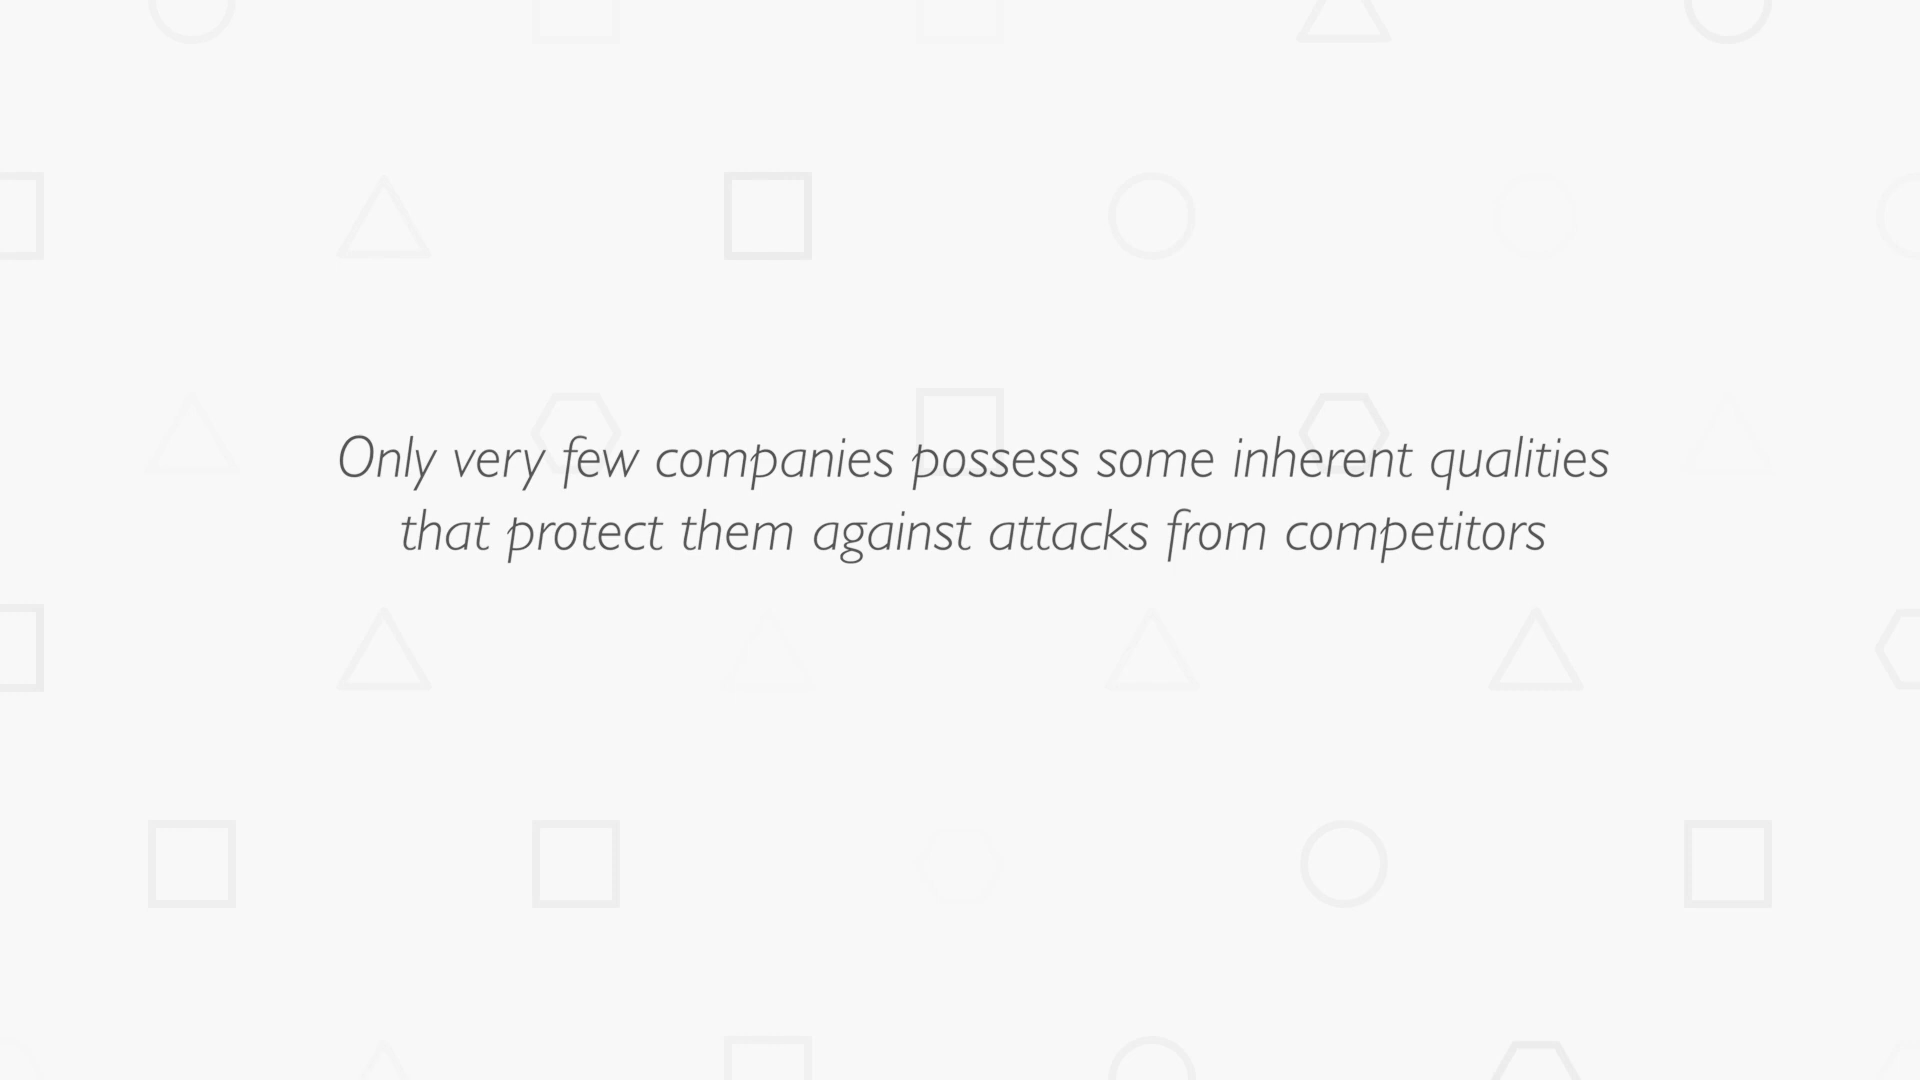 Only very few companies possess some inherent qualities
that protect them against attacks from competitors